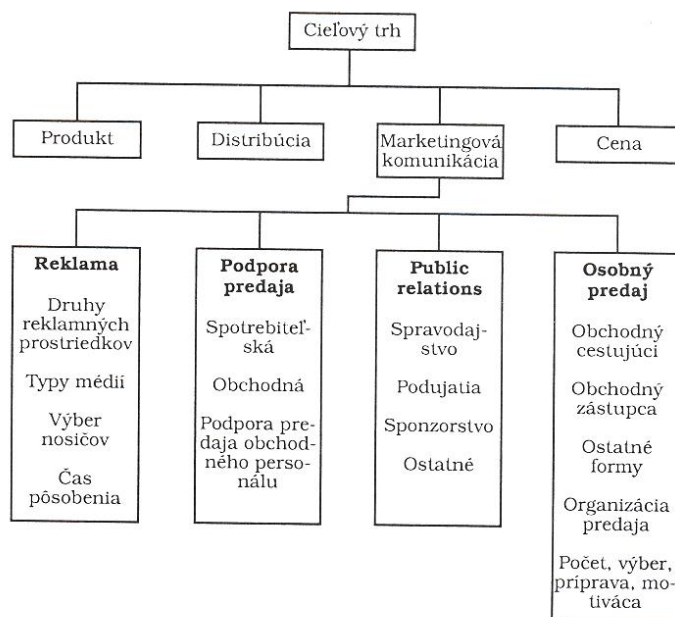 Cieľový trh
Produkt
Distribúcia
Marketingová
komunikácia
Cena
Reklama
Druhy
reklamných
prostriedkov
Typy médií
Výber
nosičov
Čas
pôsobenia
Podpora
predaja
Spotrebiteľ-
ská
Obchodná
Podpora pre-
daja obchod-
ného perso-
nálu
Public
relations
Spravodaj-
stvo
Podujatia
Sponzorstvo
Ostatné
Osobný
predaj
Obchodný
cestujúci
Obchodný
zástupca
Ostatné
formy
Organizácia
predaja
Počet, výber,
príprava, mo-
tiváca